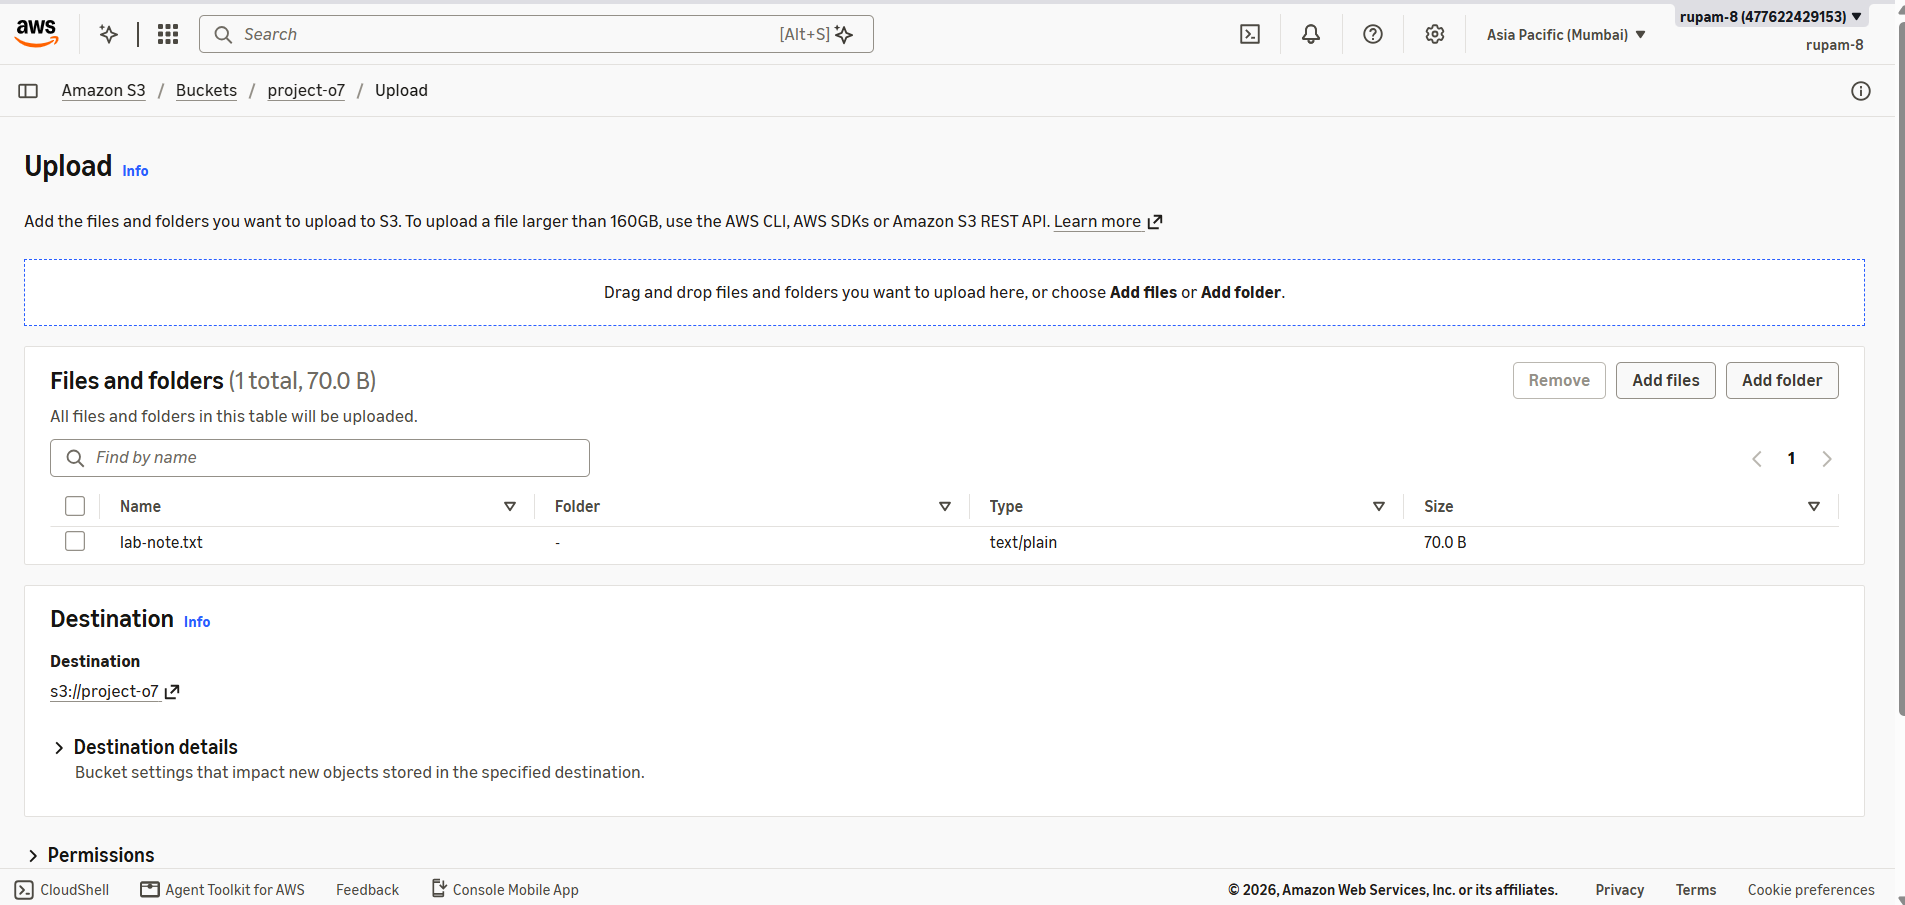 aws
Search [Alt+S]
Asia Pacific (Mumbai)
rupam-8 (477622429153)
rupam-8
Amazon S3 / Buckets / project-o7 / Upload
Upload Info
Add the files and folders you want to upload to S3. To upload a file larger than 160GB, use the AWS CLI, AWS SDKs or Amazon S3 REST API. Learn more
Drag and drop files and folders you want to upload here, or choose Add files or Add folder.
Files and folders (1 total, 70.0 B)
Remove Add files Add folder
All files and folders in this table will be uploaded.
Find by name
1
Name Folder Type Size
lab-note.txt - text/plain 70.0 B
Destination Info
Destination
s3://project-o7
Destination details
Bucket settings that impact new objects stored in the specified destination.
Permissions
CloudShell Agent Toolkit for AWS Feedback Console Mobile App © 2026, Amazon Web Services, Inc. or its affiliates. Privacy Terms Cookie preferences